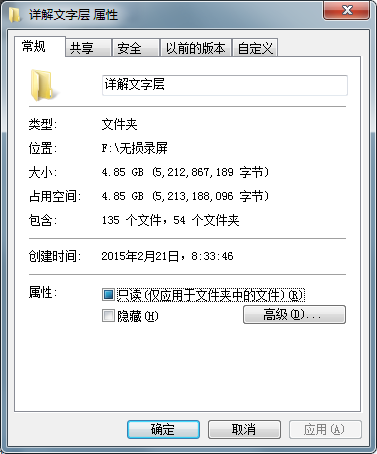 详解文字层 属性
常规 共享 安全 以前的版本 自定义
详解文字层
类型: 文件夹
位置: F:\无损录屏
大小: 4.85 GB (5,212,867,189 字节)
占用空间: 4.85 GB (5,213,188,096 字节)
包含: 135 个文件，54 个文件夹
创建时间: 2015年2月21日，8:33:46
属性: 只读(仅应用于文件夹中的文件)(R)
隐藏(H) 高级(D)...
确定 取消 应用(A)